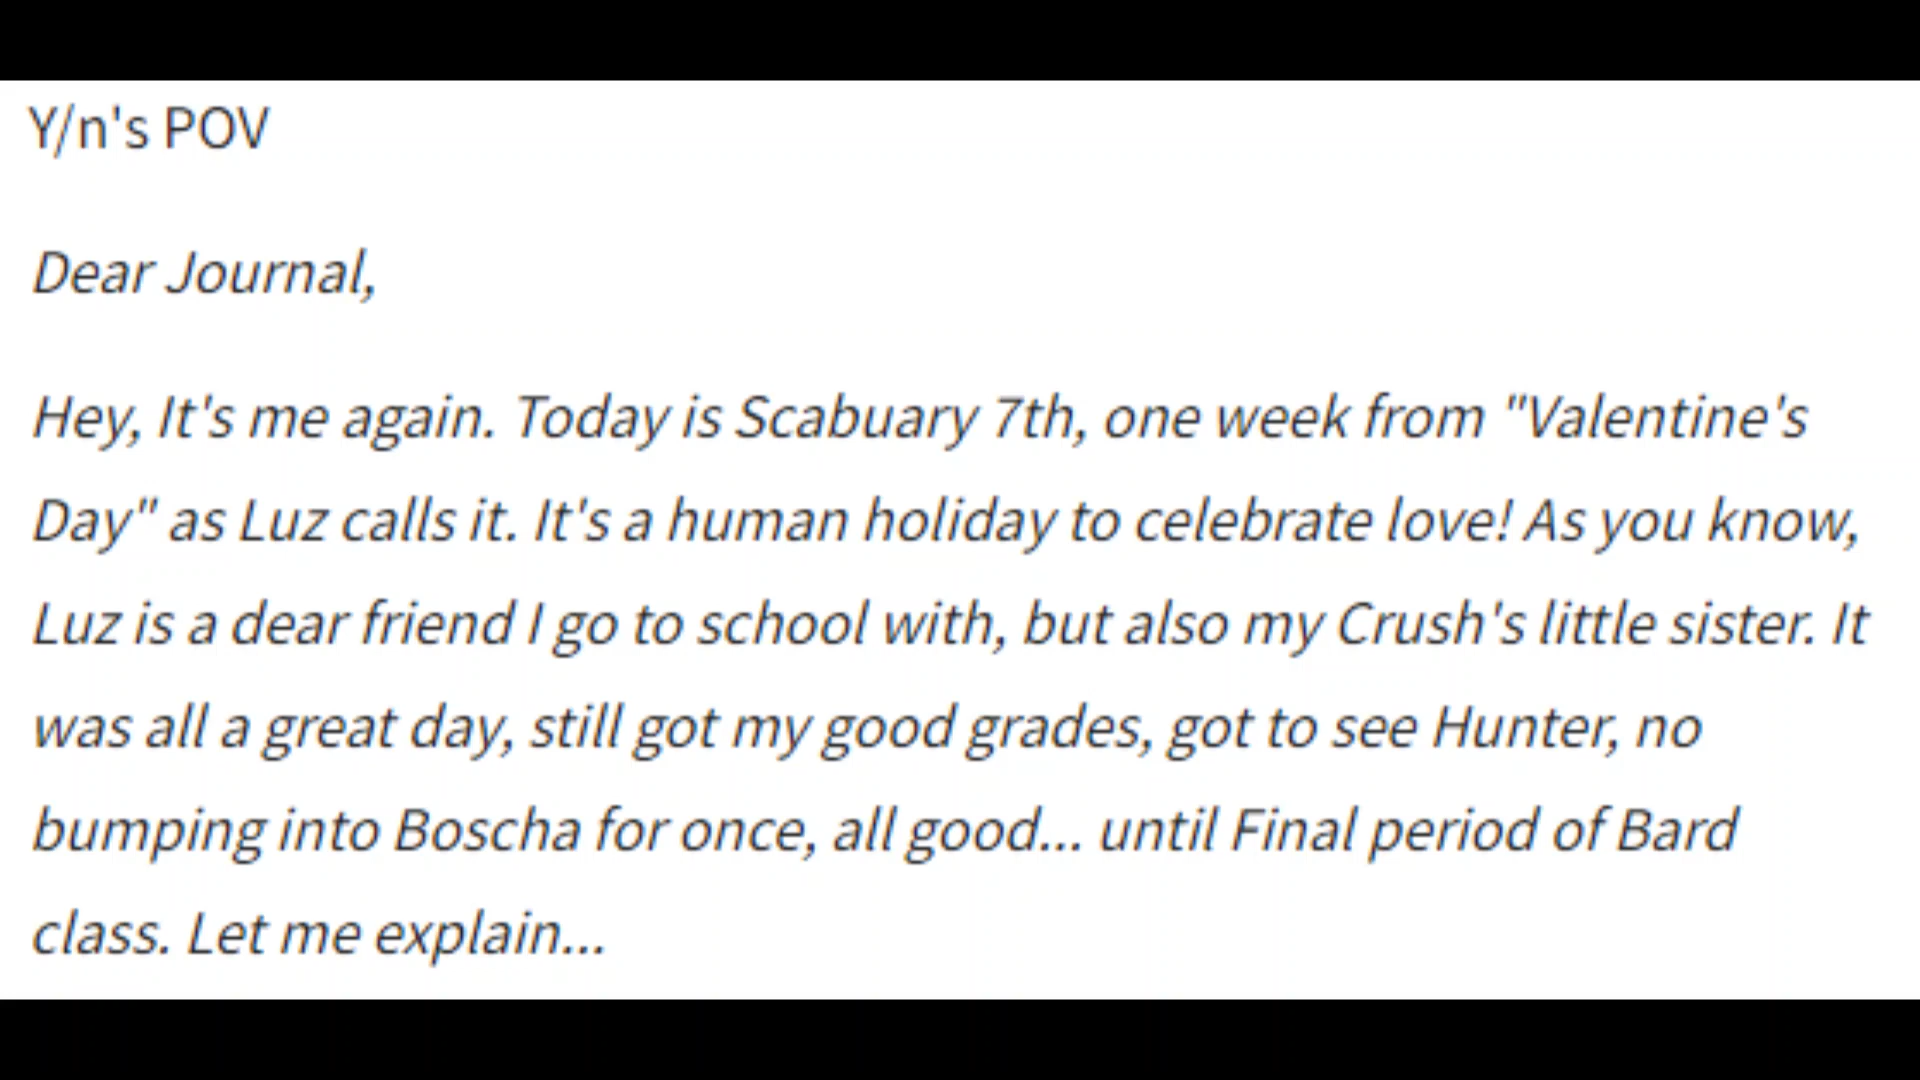 Y/n's POV
Dear Journal,
Hey, It's me again. Today is Scabuary 7th, one week from "Valentine's
Day" as Luz calls it. It's a human holiday to celebrate love! As you know,
Luz is a dear friend I go to school with, but also my Crush's little sister. It
was all a great day, still got my good grades, got to see Hunter, no
bumping into Boscha for once, all good... until Final period of Bard
class. Let me explain...